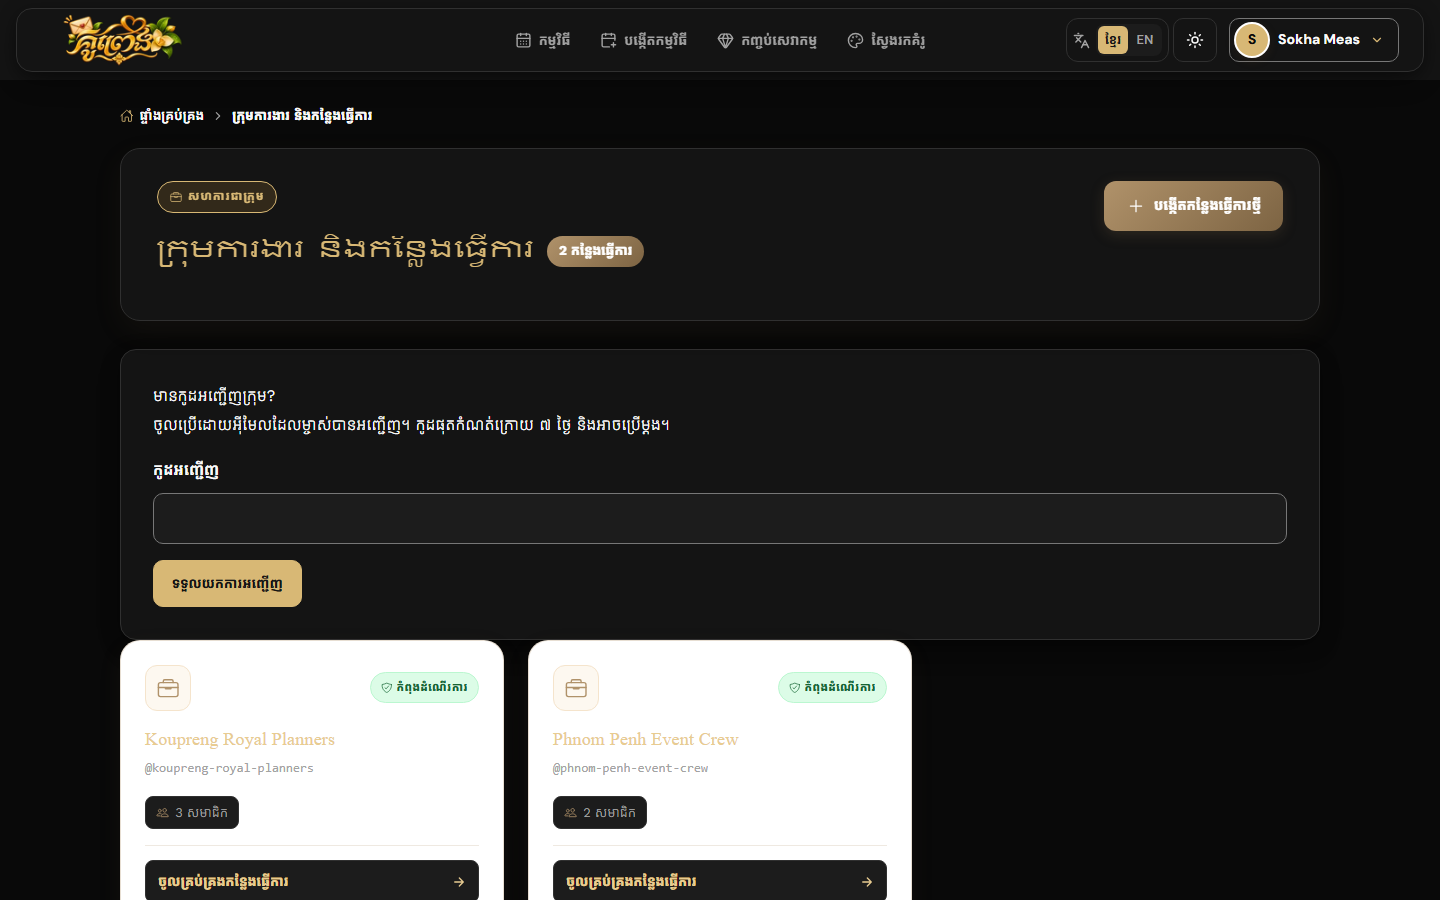 គូព្រេង
កម្មវិធី
បង្កើតកម្មវិធី
កញ្ចប់សេវាកម្ម
ស្វែងរកគំរូ
ខ្មែរ
EN
S
Sokha Meas
ផ្ទាំងគ្រប់គ្រង
ក្រុមការងារ និងកន្លែងធ្វើការ
សហការជាក្រុម
បង្កើតកន្លែងធ្វើការថ្មី
ក្រុមការងារ និងកន្លែងធ្វើការ
2 កន្លែងធ្វើការ
មានកូដអញ្ជើញក្រុម?
ចូលប្រើដោយអ៊ីមែលដែលម្ចាស់បានអញ្ជើញ។ កូដផុតកំណត់ក្រោយ ៧ ថ្ងៃ និងអាចប្រើម្ដង។
កូដអញ្ជើញ
ទទួលយកការអញ្ជើញ
កំពុងដំណើរការ
Koupreng Royal Planners
@koupreng-royal-planners
3 សមាជិក
ចូលគ្រប់គ្រងកន្លែងធ្វើការ
កំពុងដំណើរការ
Phnom Penh Event Crew
@phnom-penh-event-crew
2 សមាជិក
ចូលគ្រប់គ្រងកន្លែងធ្វើការ